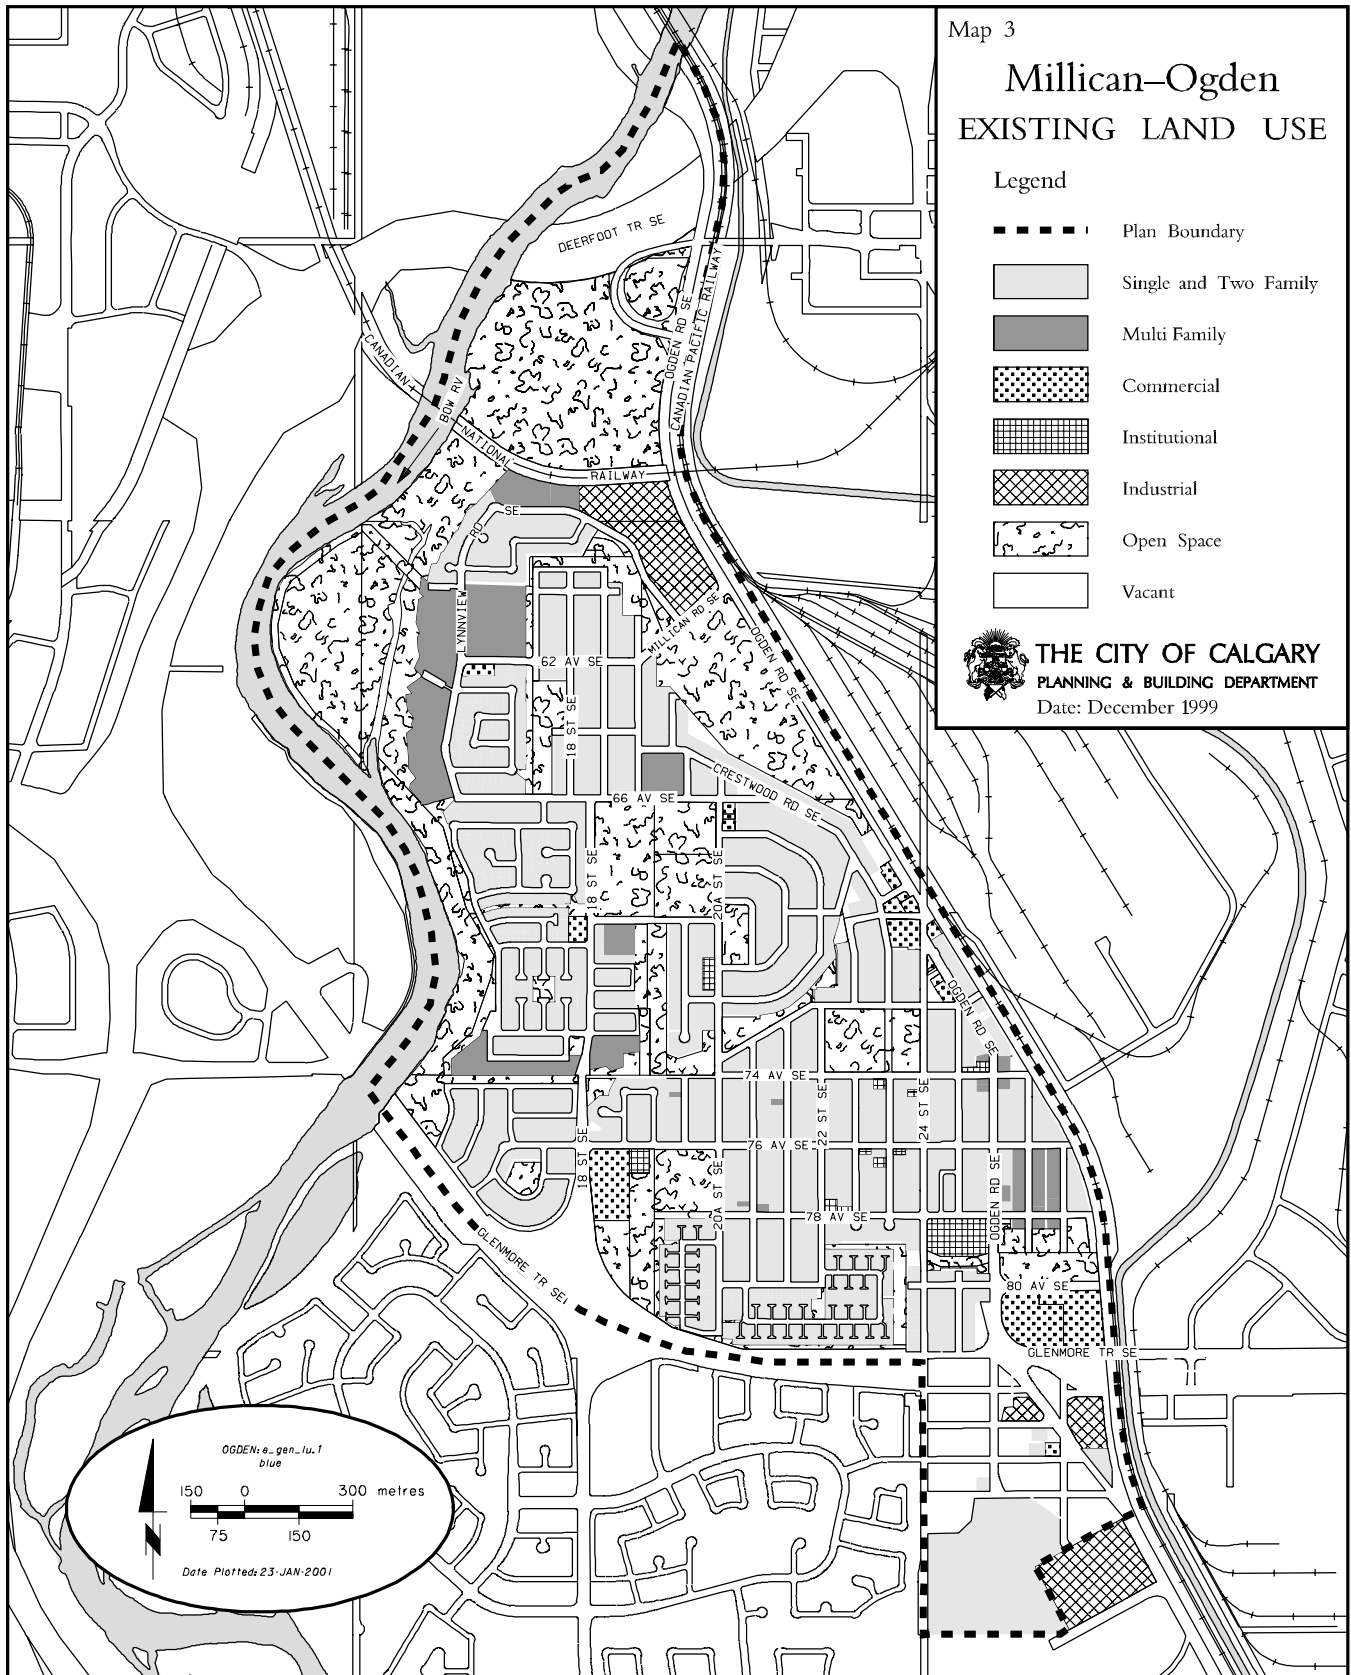 Map 3
Millican–Ogden
EXISTING LAND USE
Legend
Plan Boundary
Single and Two Family
Multi Family
Commercial
Institutional
Industrial
Open Space
Vacant
THE CITY OF CALGARY
PLANNING & BUILDING DEPARTMENT
Date: December 1999
DEERFOOT TR SE
OGDEN RD SE
CANADIAN PACIFIC RAILWAY
CANADIAN
BOW RV
NATIONAL
RAILWAY
RD SE
LYNNVIEW
MILLICAN RD SE
OGDEN RD SE
62 AV SE
18 ST SE
CRESTWOOD RD SE
66 AV SE
18 ST SE
20A ST SE
OGDEN RD SE
74 AV SE
22 ST SE
24 ST SE
76 AV SE
18 ST SE
20A ST SE
OGDEN RD SE
78 AV SE
GLENMORE TR SE
80 AV SE
GLENMORE TR SE
OGDEN: e_gen_lu.1
blue
150 0 300 metres
75 150
Date Plotted: 23-JAN-2001